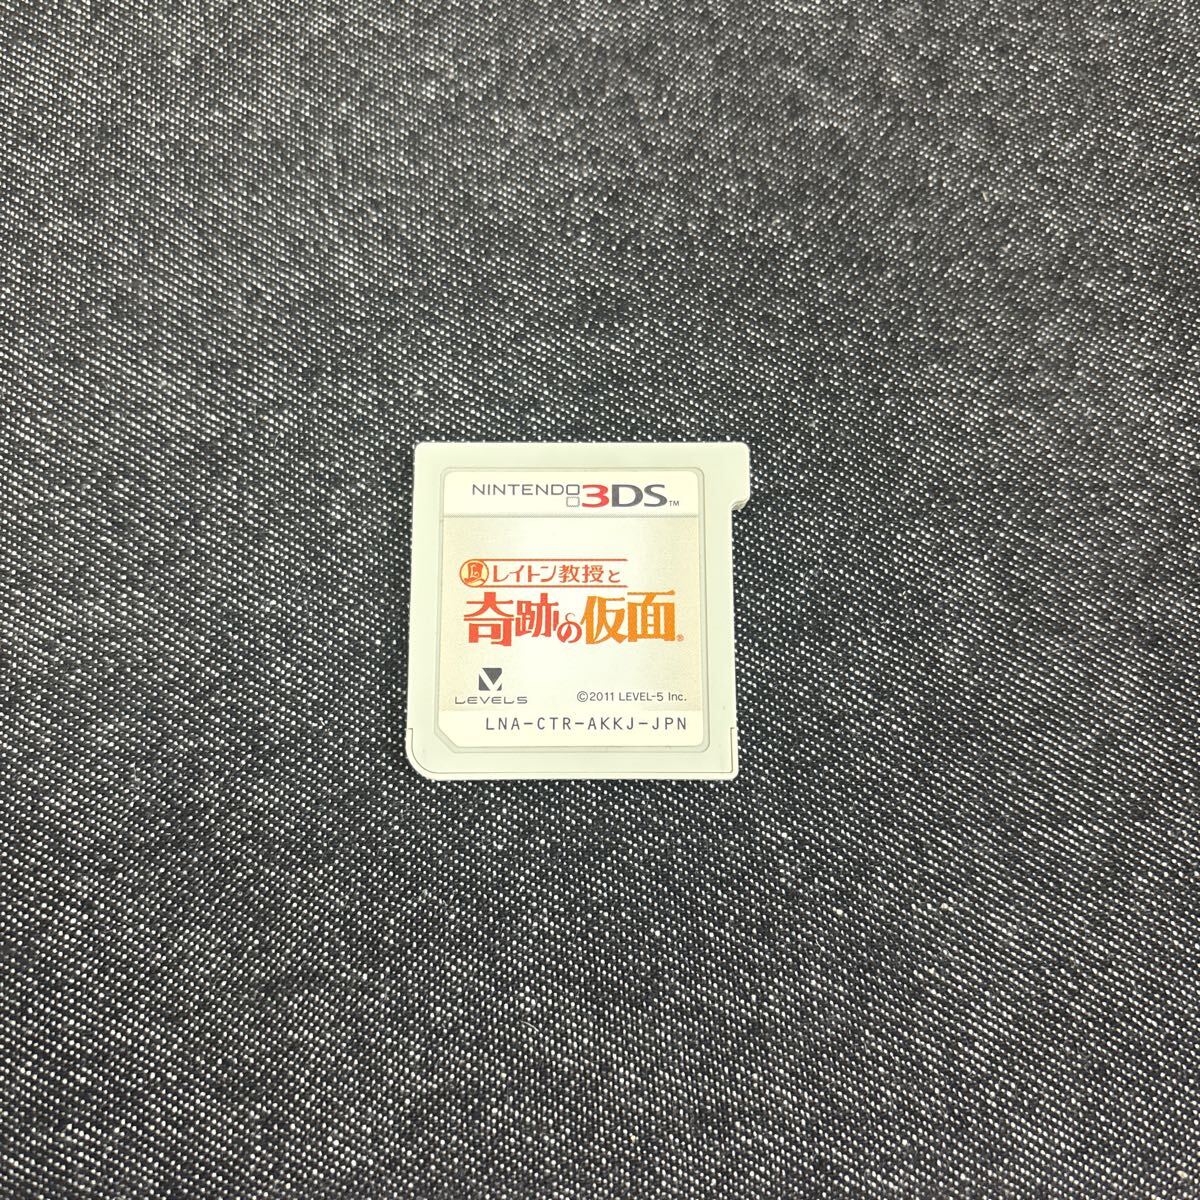 NINTENDO 3DS™
レイトン教授と
奇跡の仮面®
LEVEL5
©2011 LEVEL-5 Inc.
LNA-CTR-AKKJ-JPN